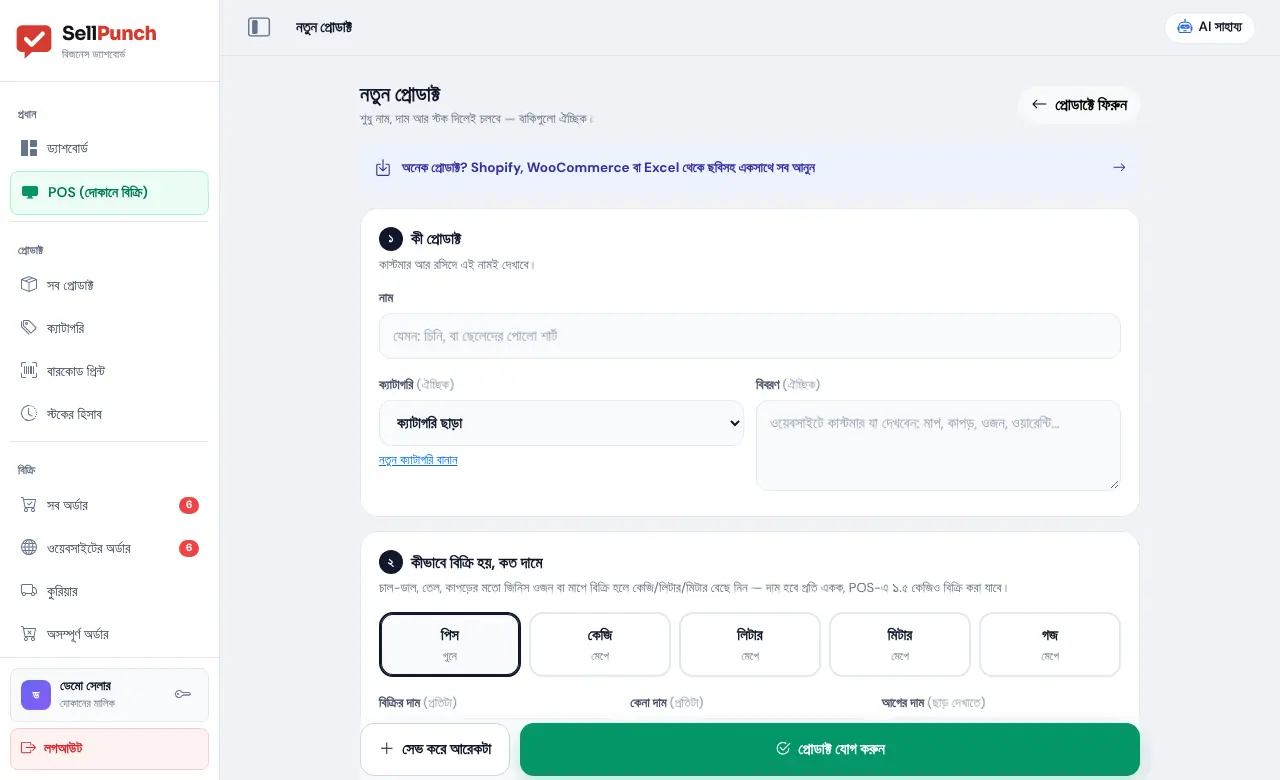 SellPunch
বিজনেস ড্যাশবোর্ড
প্রধান
ড্যাশবোর্ড
POS (দোকানে বিক্রি)
প্রোডাক্ট
সব প্রোডাক্ট
ক্যাটাগরি
বারকোড প্রিন্ট
স্টকের হিসাব
বিক্রি
সব অর্ডার 6
ওয়েবসাইটের অর্ডার 6
কুরিয়ার
অসম্পূর্ণ অর্ডার
ড
ডেমো সেলার
দোকানের মালিক
লগআউট
নতুন প্রোডাক্ট
AI সাহায্য
নতুন প্রোডাক্ট
শুধু নাম, দাম আর স্টক দিলেই চলবে — বাকিগুলো ঐচ্ছিক।
← প্রোডাক্টে ফিরুন
অনেক প্রোডাক্ট? Shopify, WooCommerce বা Excel থেকে ছবিসহ একসাথে সব আনুন →
১ কী প্রোডাক্ট
কাস্টমার আর রসিদে এই নামই দেখাবে।
নাম
যেমন: চিনি, বা ছেলেদের পোলো শার্ট
ক্যাটাগরি (ঐচ্ছিক)
ক্যাটাগরি ছাড়া
নতুন ক্যাটাগরি বানান
বিবরণ (ঐচ্ছিক)
ওয়েবসাইটে কাস্টমার যা দেখবেন: মাপ, কাপড়, ওজন, ওয়ারেন্টি...
২ কীভাবে বিক্রি হয়, কত দামে
চাল-ডাল, তেল, কাপড়ের মতো জিনিস ওজন বা মাপে বিক্রি হলে কেজি/লিটার/মিটার বেছে নিন — দাম হবে প্রতি একক, POS-এ ১.৫ কেজিও বিক্রি করা যাবে।
পিস
গুনে
কেজি
মেপে
লিটার
মেপে
মিটার
মেপে
গজ
মেপে
বিক্রির দাম (প্রতিটা)
কেনা দাম (প্রতিটা)
আগের দাম (ছাড় দেখাতে)
+ সেভ করে আরেকটা
প্রোডাক্ট যোগ করুন